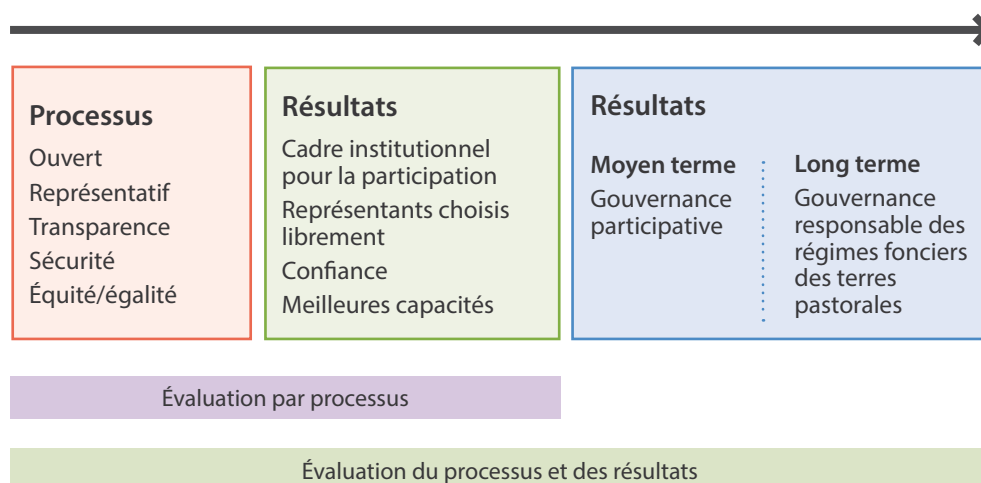 Processus
Ouvert
Représentatif
Transparence
Sécurité
Équité/égalité
Résultats
Cadre institutionnel
pour la participation
Représentants choisis
librement
Confiance
Meilleures capacités
Résultats
Moyen terme
Gouvernance
participative
Long terme
Gouvernance
responsable des
régimes fonciers
des terres
pastorales
Évaluation par processus
Évaluation du processus et des résultats